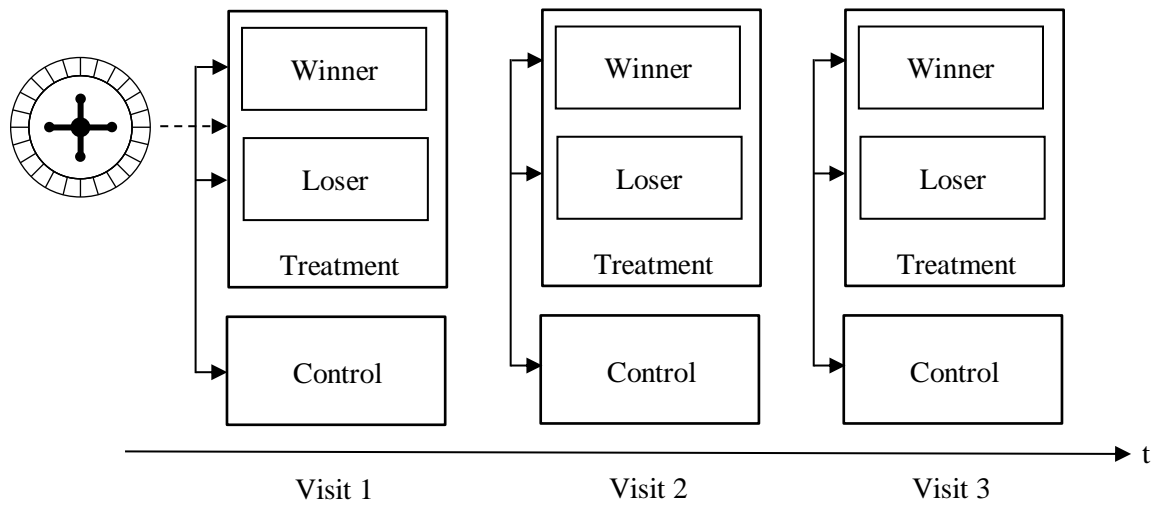 Winner
Loser
Treatment
Control
Winner
Loser
Treatment
Control
Winner
Loser
Treatment
Control
t
Visit 1
Visit 2
Visit 3